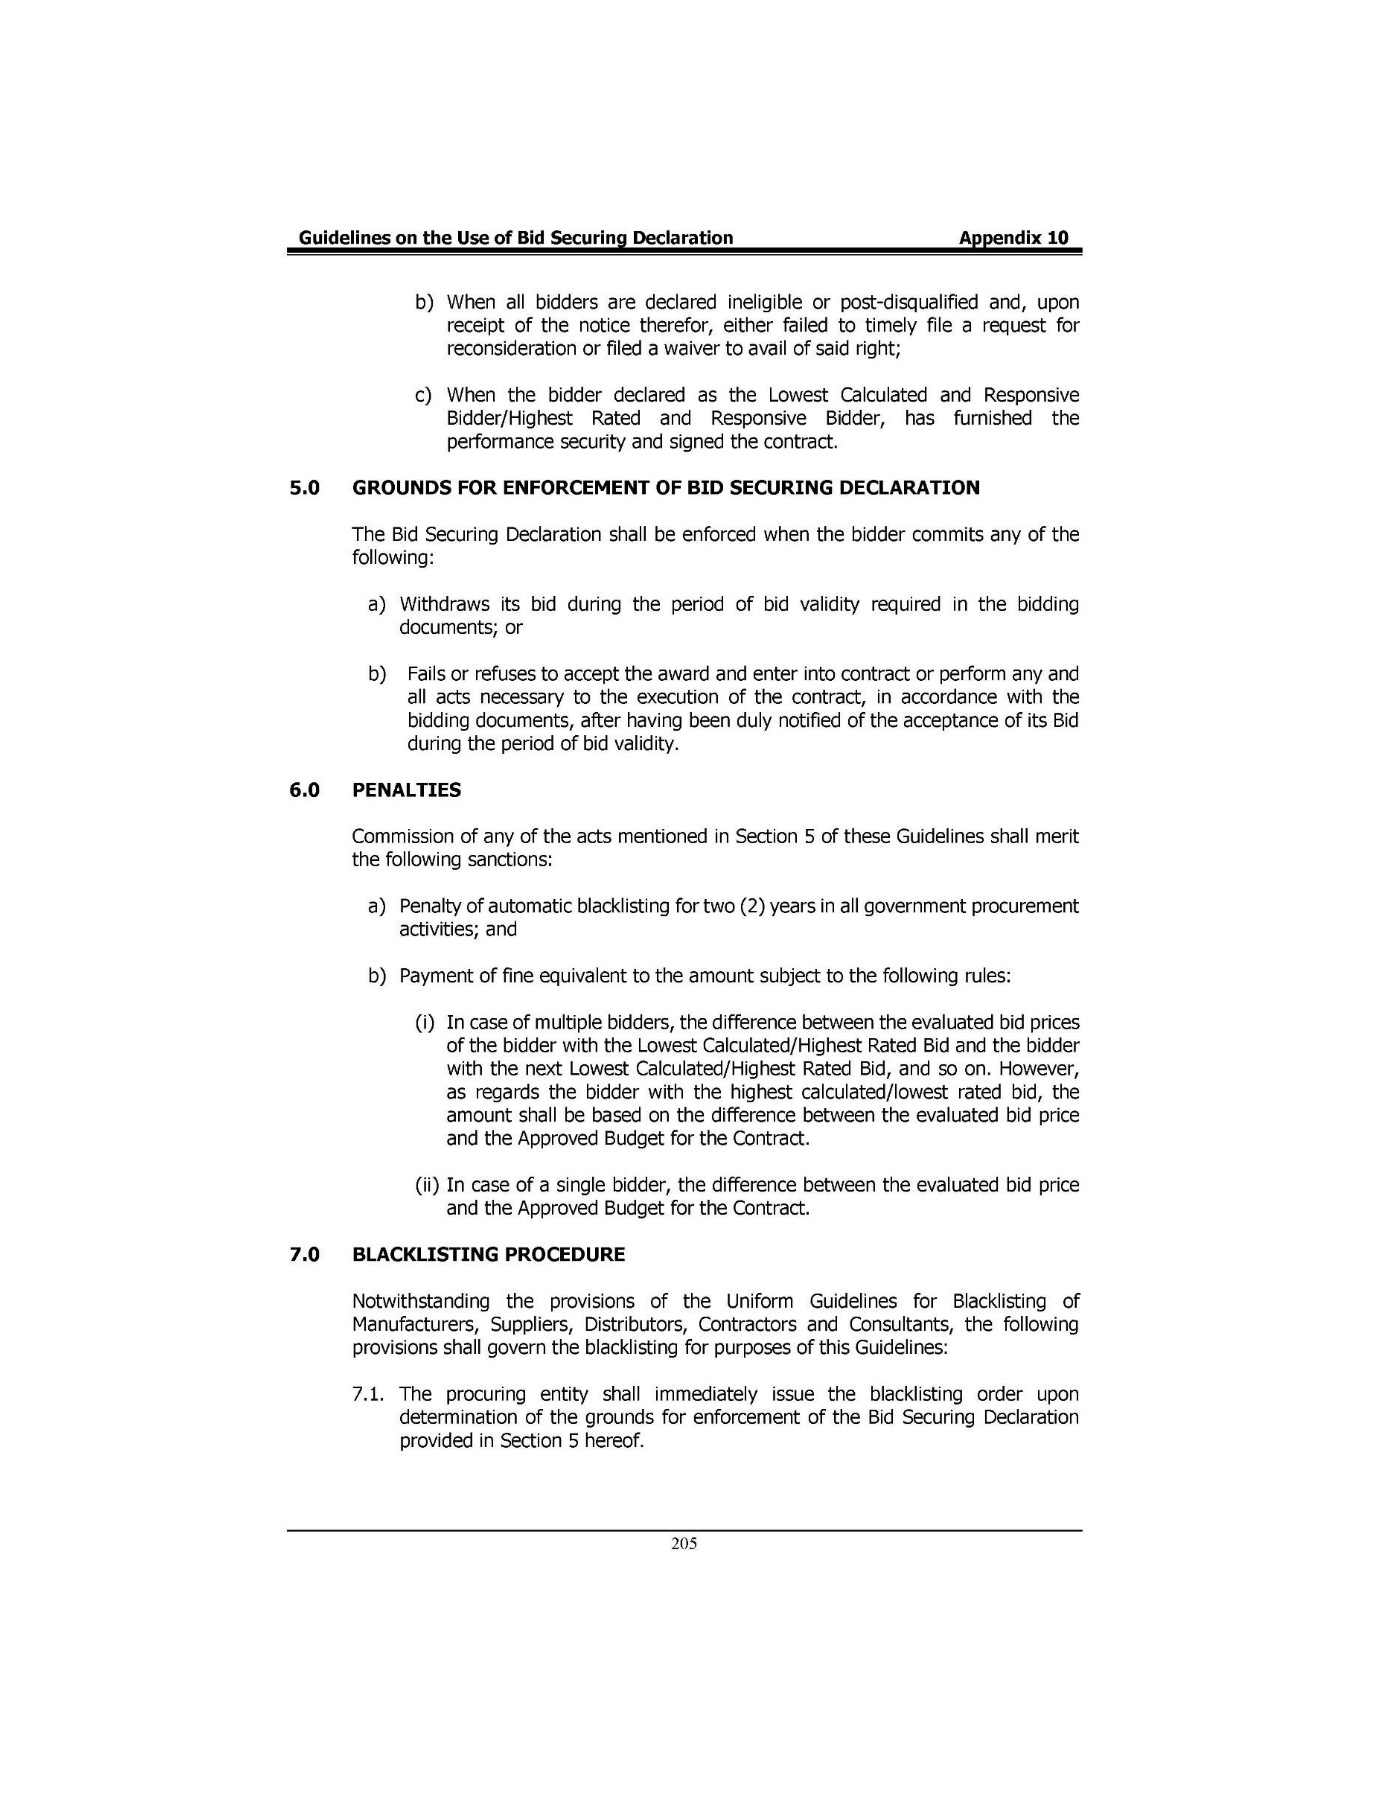 Guidelines on the Use of Bid Securing Declaration Appendix 10
b) When all bidders are declared ineligible or post-disqualified and, upon
receipt of the notice therefor, either failed to timely file a request for
reconsideration or filed a waiver to avail of said right;
c) When the bidder declared as the Lowest Calculated and Responsive
Bidder/Highest Rated and Responsive Bidder, has furnished the
performance security and signed the contract.
5.0 GROUNDS FOR ENFORCEMENT OF BID SECURING DECLARATION
The Bid Securing Declaration shall be enforced when the bidder commits any of the
following:
a) Withdraws its bid during the period of bid validity required in the bidding
documents; or
b) Fails or refuses to accept the award and enter into contract or perform any and
all acts necessary to the execution of the contract, in accordance with the
bidding documents, after having been duly notified of the acceptance of its Bid
during the period of bid validity.
6.0 PENALTIES
Commission of any of the acts mentioned in Section 5 of these Guidelines shall merit
the following sanctions:
a) Penalty of automatic blacklisting for two (2) years in all government procurement
activities; and
b) Payment of fine equivalent to the amount subject to the following rules:
(i) In case of multiple bidders, the difference between the evaluated bid prices
of the bidder with the Lowest Calculated/Highest Rated Bid and the bidder
with the next Lowest Calculated/Highest Rated Bid, and so on. However,
as regards the bidder with the highest calculated/lowest rated bid, the
amount shall be based on the difference between the evaluated bid price
and the Approved Budget for the Contract.
(ii) In case of a single bidder, the difference between the evaluated bid price
and the Approved Budget for the Contract.
7.0 BLACKLISTING PROCEDURE
Notwithstanding the provisions of the Uniform Guidelines for Blacklisting of
Manufacturers, Suppliers, Distributors, Contractors and Consultants, the following
provisions shall govern the blacklisting for purposes of this Guidelines:
7.1. The procuring entity shall immediately issue the blacklisting order upon
determination of the grounds for enforcement of the Bid Securing Declaration
provided in Section 5 hereof.
205